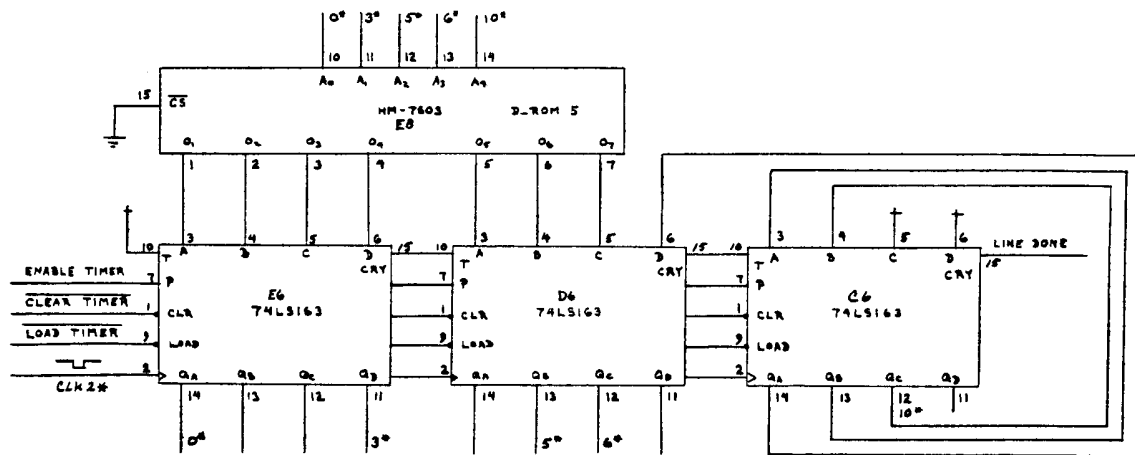 0* 3* 5* 6* 10*
10 11 12 13 14
A0 A1 A2 A3 A4
15 CS HM-7603 D_ROM 5
E8
O1 O2 O3 O4 O5 O6 O7
1 2 3 4 5 6 7
3 4 5 6 3 4 5 6 3 4 5 6
10 A B C D 15 10 A B C D 15 10 A B C D LINE DONE
T CRY T CRY T CRY 15
ENABLE TIMER 7 P E6 7 P D6 7 P C6
CLEAR TIMER 1 CLR 74LS163 1 CLR 74LS163 1 CLR 74LS163
LOAD TIMER 9 LOAD 9 LOAD 9 LOAD
2 QA QB QC QD 2 QA QB QC QD 2 QA QB QC QD
CLK2* 14 13 12 11 14 13 12 11 14 13 12 11
10*
0* 3* 5* 6*